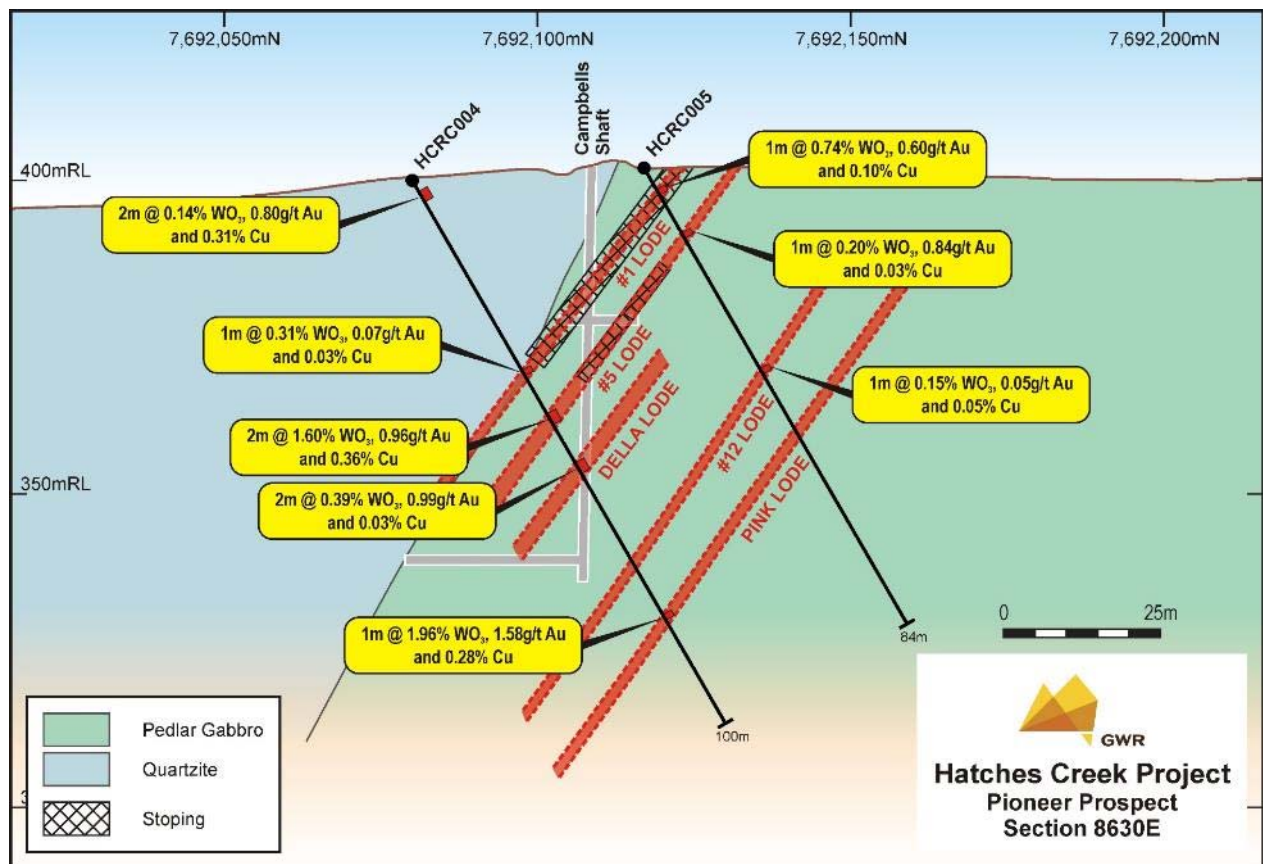 7,692,050mN
7,692,100mN
7,692,150mN
7,692,200mN
HCRC004
Campbells
Shaft
HCRC005
1m @ 0.74% WO₃, 0.60g/t Au
and 0.10% Cu
400mRL
2m @ 0.14% WO₃, 0.80g/t Au
and 0.31% Cu
1m @ 0.20% WO₃, 0.84g/t Au
and 0.03% Cu
#1 LODE
1m @ 0.31% WO₃, 0.07g/t Au
and 0.03% Cu
#5 LODE
1m @ 0.15% WO₃, 0.05g/t Au
and 0.05% Cu
DELLA LODE
#12 LODE
PINK LODE
2m @ 1.60% WO₃, 0.96g/t Au
and 0.36% Cu
350mRL
2m @ 0.39% WO₃, 0.99g/t Au
and 0.03% Cu
1m @ 1.96% WO₃, 1.58g/t Au
and 0.28% Cu
0 25m
84m
100m
Pedlar Gabbro
Quartzite
Stoping
GWR
Hatches Creek Project
Pioneer Prospect
Section 8630E